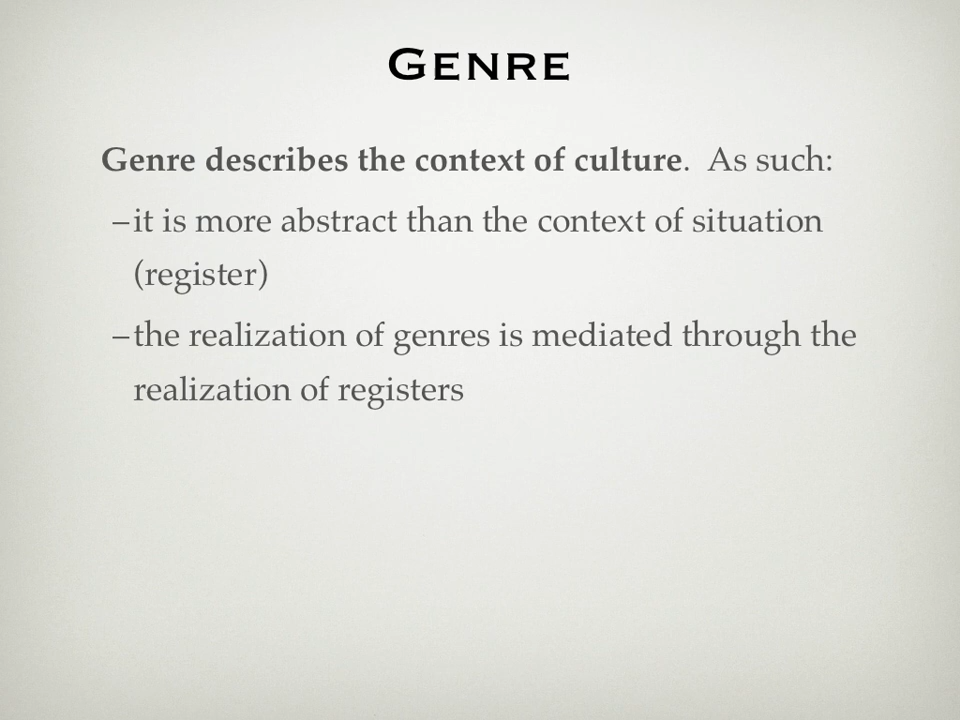 Genre
Genre describes the context of culture.  As such:
–it is more abstract than the context of situation
(register)
–the realization of genres is mediated through the
realization of registers